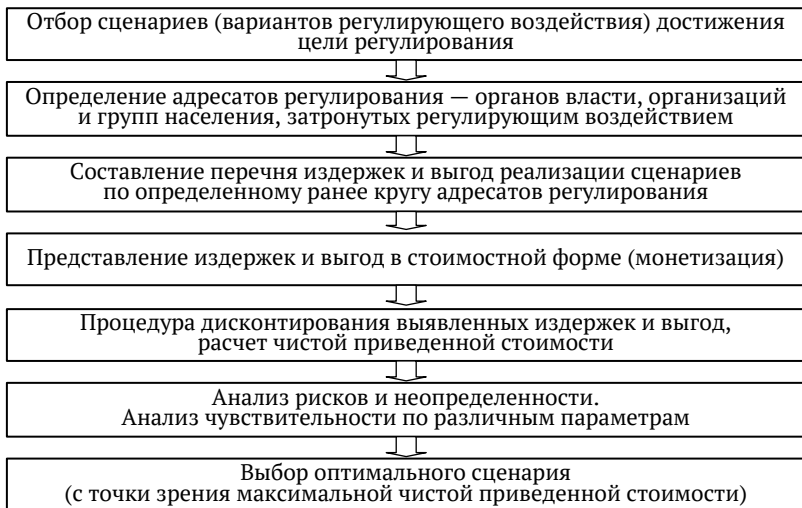 Отбор сценариев (вариантов регулирующего воздействия) достижения
цели регулирования
Определение адресатов регулирования — органов власти, организаций
и групп населения, затронутых регулирующим воздействием
Составление перечня издержек и выгод реализации сценариев
по определенному ранее кругу адресатов регулирования
Представление издержек и выгод в стоимостной форме (монетизация)
Процедура дисконтирования выявленных издержек и выгод,
расчет чистой приведенной стоимости
Анализ рисков и неопределенности.
Анализ чувствительности по различным параметрам
Выбор оптимального сценария
(с точки зрения максимальной чистой приведенной стоимости)